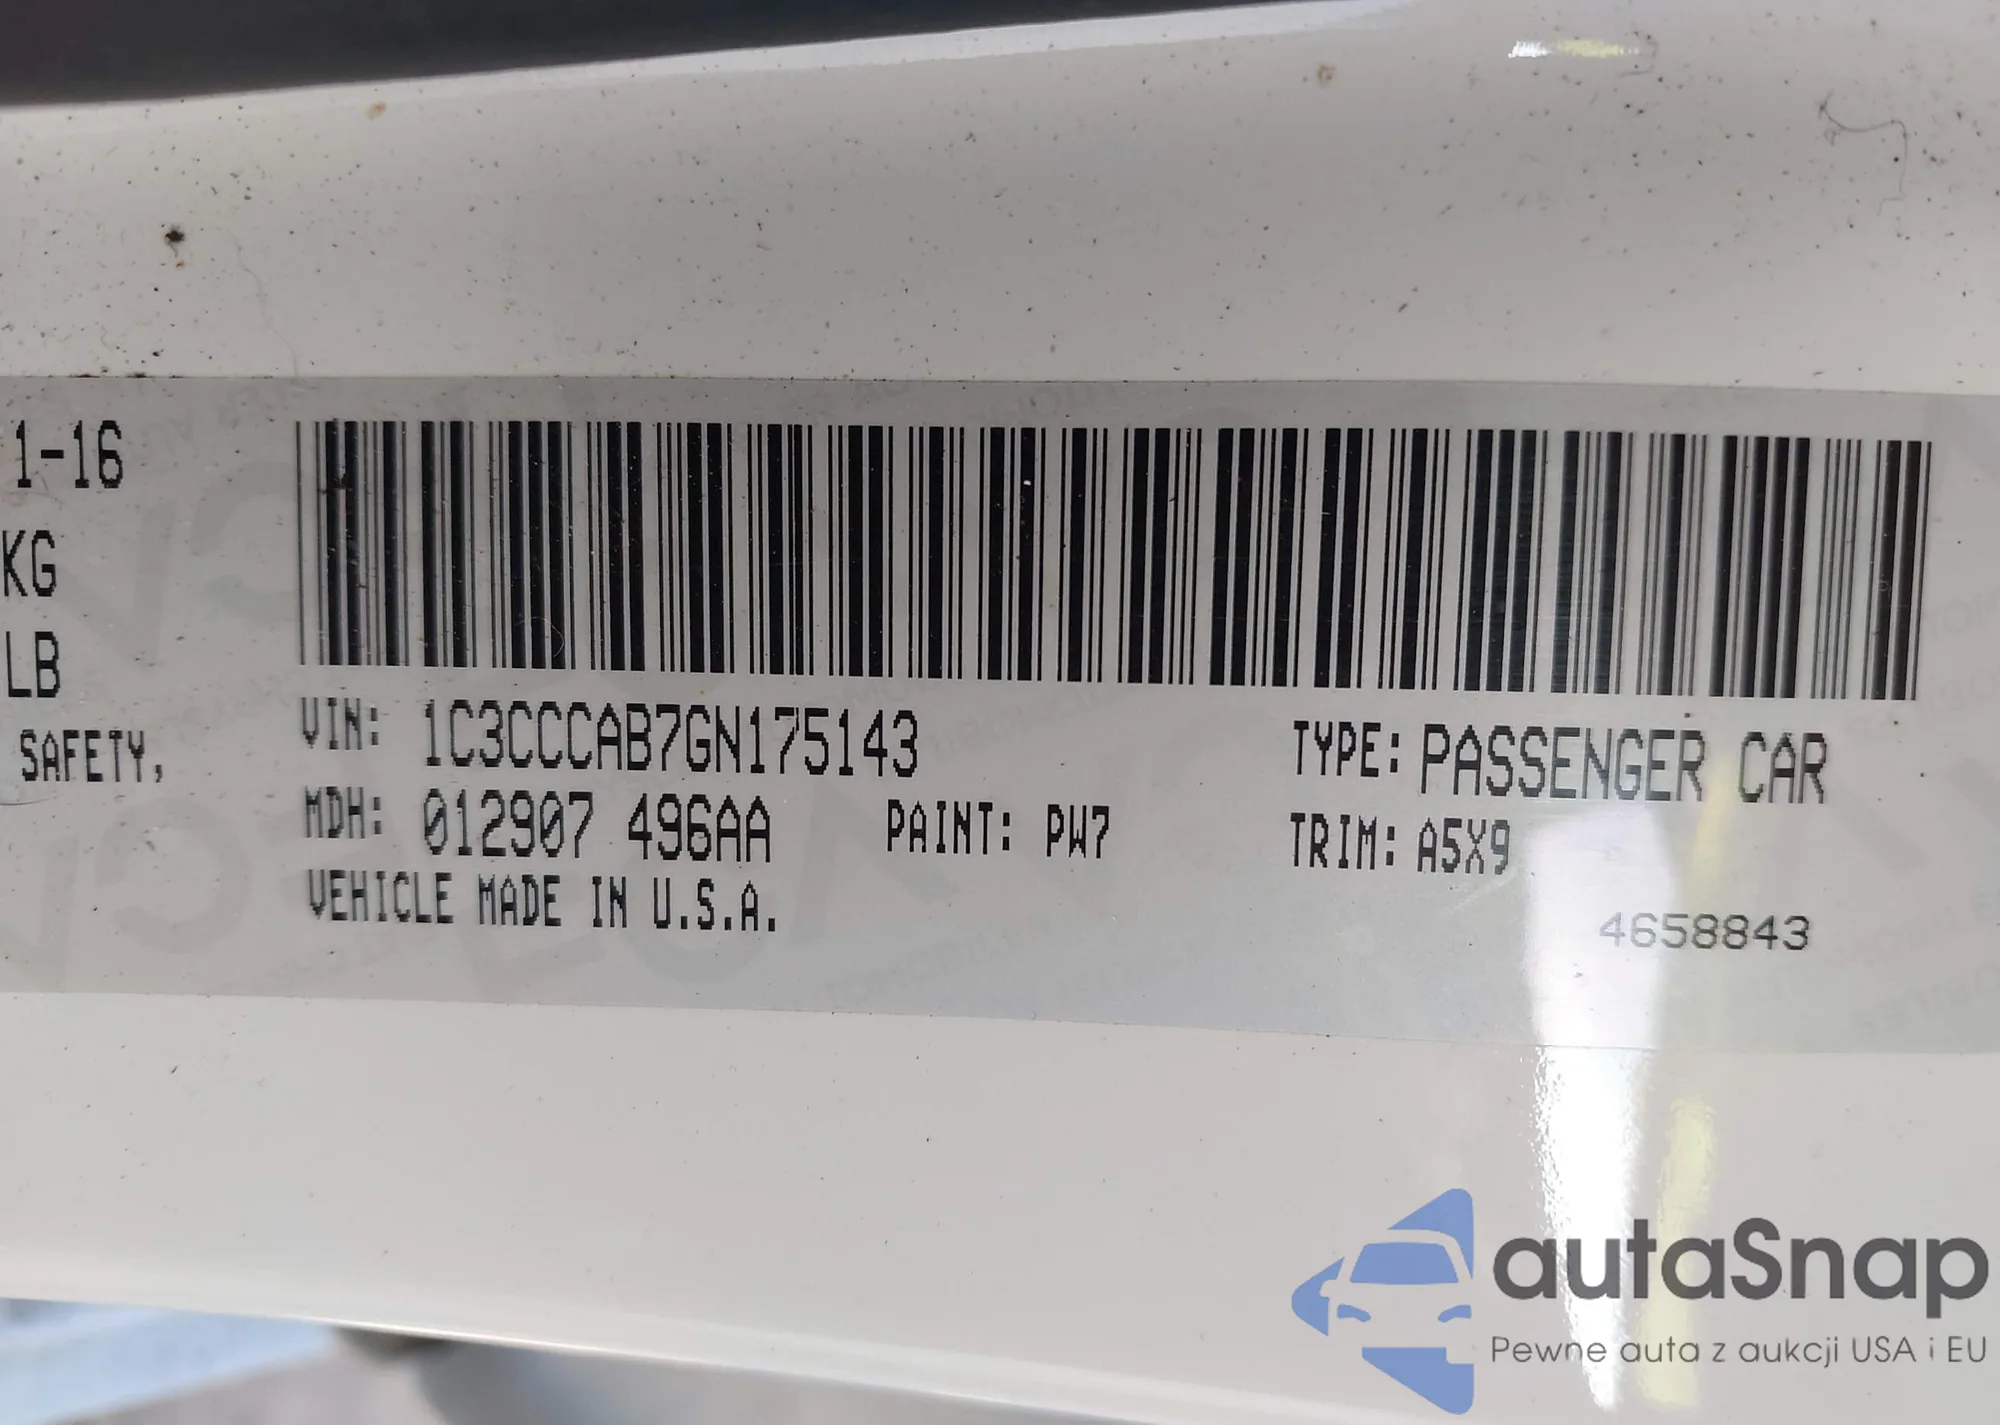 1-16
KG
LB
SAFETY,
VIN: 1C3CCCAB7GN175143
TYPE: PASSENGER CAR
MDH: 012907 496AA
PAINT: PW7
TRIM: A5X9
VEHICLE MADE IN U.S.A.
4658843
autaSnap
Pewne auta z aukcji USA i EU